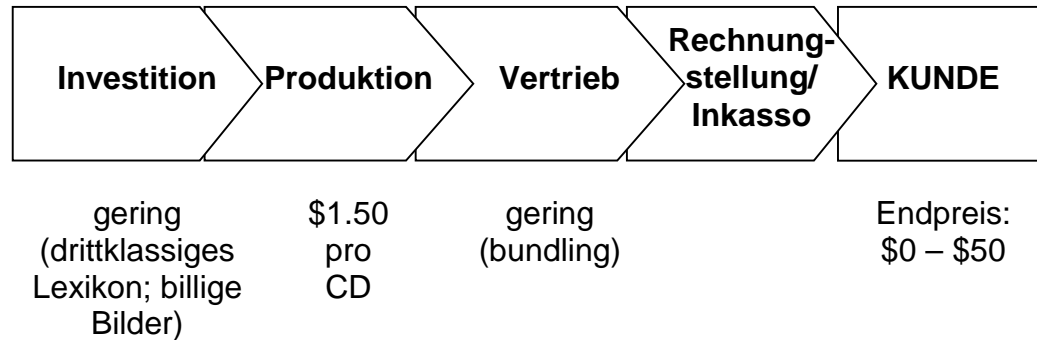 Investition
Produktion
Vertrieb
Rechnung-
stellung/
Inkasso
KUNDE
gering
(drittklassiges
Lexikon; billige
Bilder)
$1.50
pro
CD
gering
(bundling)
Endpreis:
$0 – $50